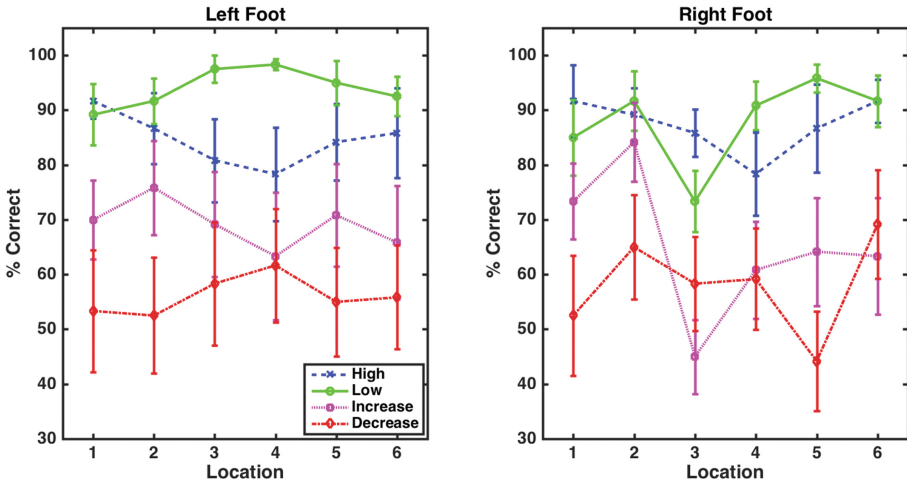 Left Foot
% Correct
100
90
80
70
60
50
40
30
1 2 3 4 5 6
Location
High
Low
Increase
Decrease
Right Foot
% Correct
100
90
80
70
60
50
40
30
1 2 3 4 5 6
Location